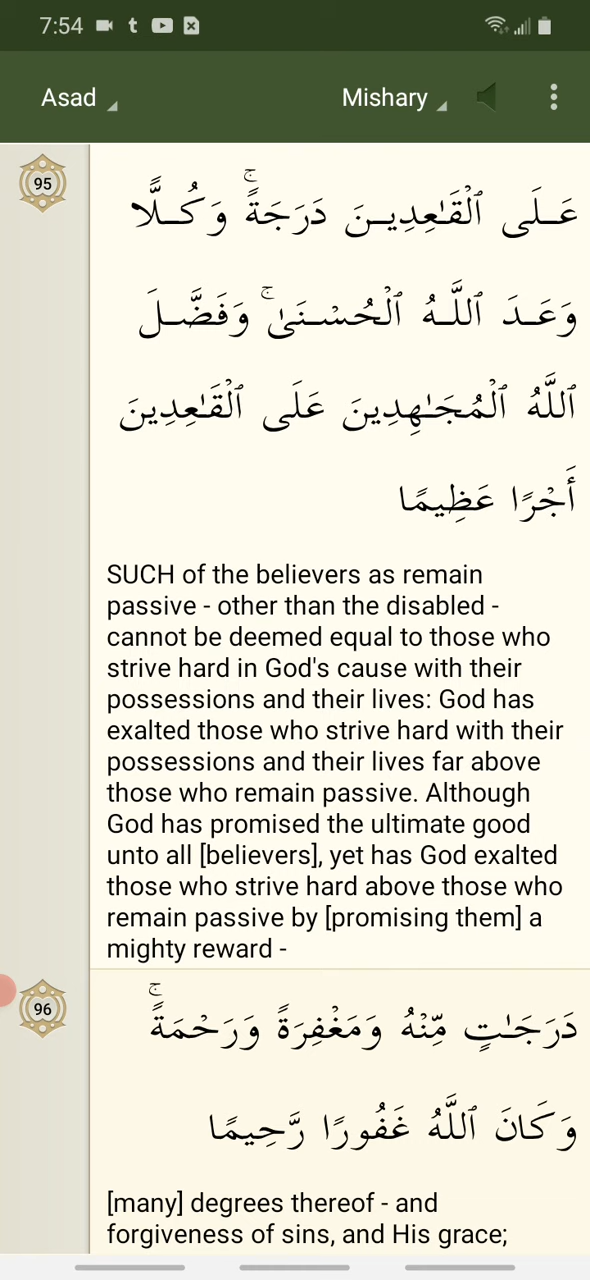 7:54
Asad
Mishary
95
عَلَى ٱلْقَـٰعِدِينَ دَرَجَةًۚ وَكُلًّا
وَعَدَ ٱللَّهُ ٱلْحُسْنَىٰۚ وَفَضَّلَ
ٱللَّهُ ٱلْمُجَـٰهِدِينَ عَلَى ٱلْقَـٰعِدِينَ
أَجْرًا عَظِيمًا
SUCH of the believers as remain
passive - other than the disabled -
cannot be deemed equal to those who
strive hard in God's cause with their
possessions and their lives: God has
exalted those who strive hard with their
possessions and their lives far above
those who remain passive. Although
God has promised the ultimate good
unto all [believers], yet has God exalted
those who strive hard above those who
remain passive by [promising them] a
mighty reward -
96
دَرَجَـٰتٍ مِّنْهُ وَمَغْفِرَةً وَرَحْمَةًۚ
وَكَانَ ٱللَّهُ غَفُورًا رَّحِيمًا
[many] degrees thereof - and
forgiveness of sins, and His grace;